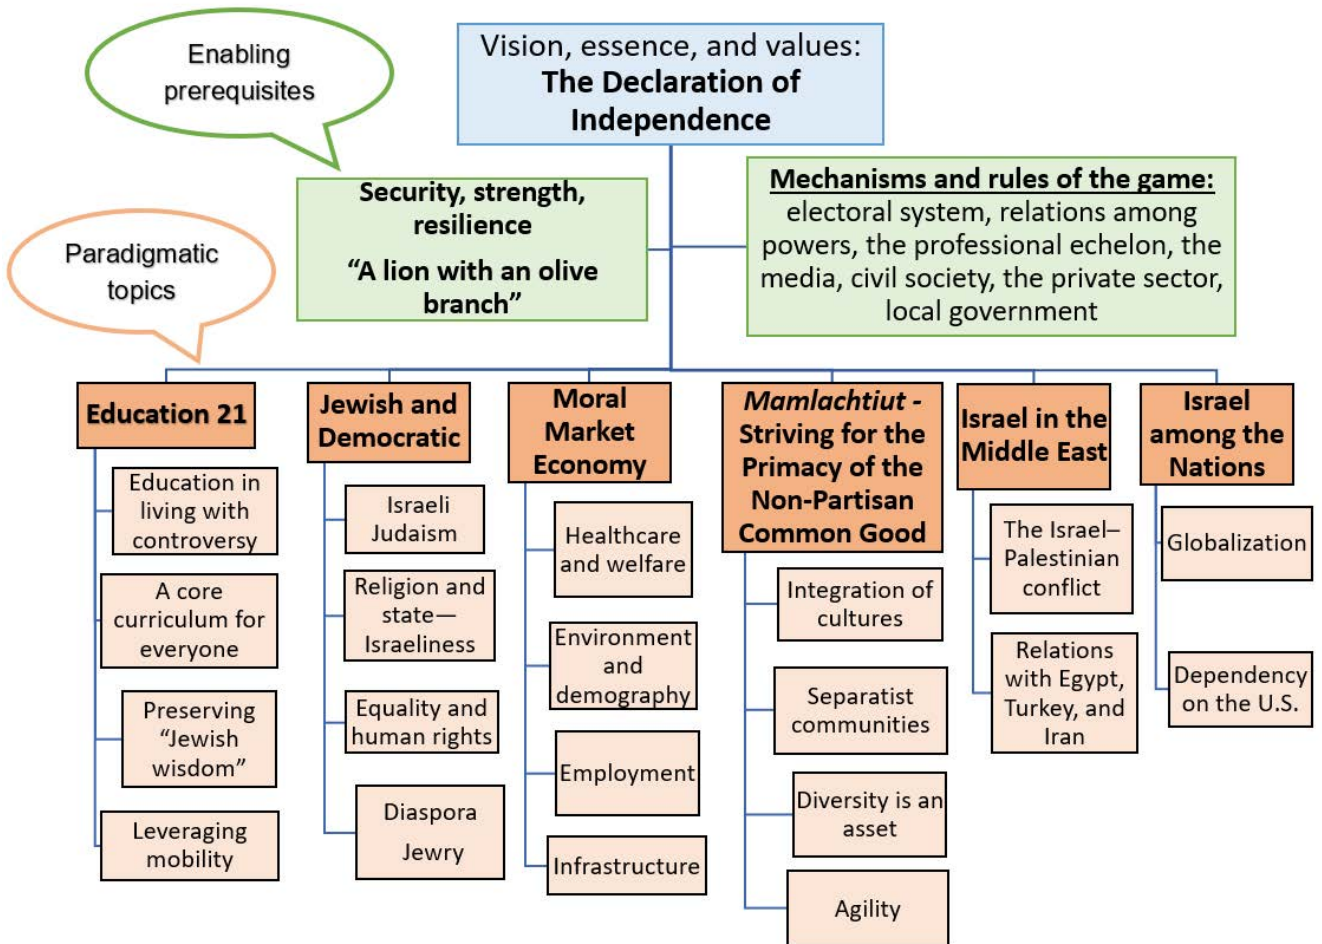 Enabling
prerequisites
Vision, essence, and values:
The Declaration of
Independence
Security, strength,
resilience
“A lion with an olive
branch”
Mechanisms and rules of the game:
electoral system, relations among
powers, the professional echelon, the
media, civil society, the private sector,
local government
Paradigmatic
topics
Education 21
Education in
living with
controversy
A core
curriculum for
everyone
Preserving
“Jewish
wisdom”
Leveraging
mobility
Jewish and
Democratic
Israeli
Judaism
Religion and
state—
Israeliness
Equality and
human rights
Diaspora
Jewry
Moral
Market
Economy
Healthcare
and welfare
Environment
and
demography
Employment
Infrastructure
Mamlachtiut -
Striving for the
Primacy of the
Non-Partisan
Common Good
Integration of
cultures
Separatist
communities
Diversity is an
asset
Agility
Israel in the
Middle East
The Israel–
Palestinian
conflict
Relations
with Egypt,
Turkey, and
Iran
Israel
among the
Nations
Globalization
Dependency
on the U.S.